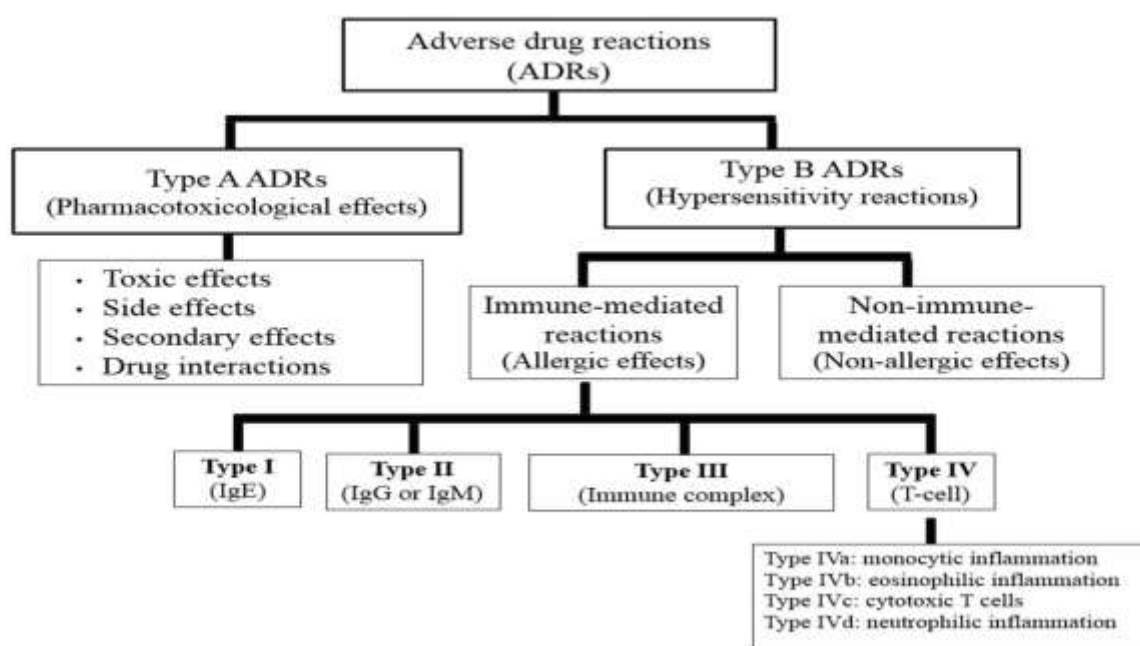 Adverse drug reactions
(ADRs)
Type A ADRs
(Pharmacotoxicological effects)
Type B ADRs
(Hypersensitivity reactions)
• Toxic effects
• Side effects
• Secondary effects
• Drug interactions
Immune-mediated
reactions
(Allergic effects)
Non-immune-
mediated reactions
(Non-allergic effects)
Type I
(IgE)
Type II
(IgG or IgM)
Type III
(Immune complex)
Type IV
(T-cell)
Type IVa: monocytic inflammation
Type IVb: eosinophilic inflammation
Type IVc: cytotoxic T cells
Type IVd: neutrophilic inflammation